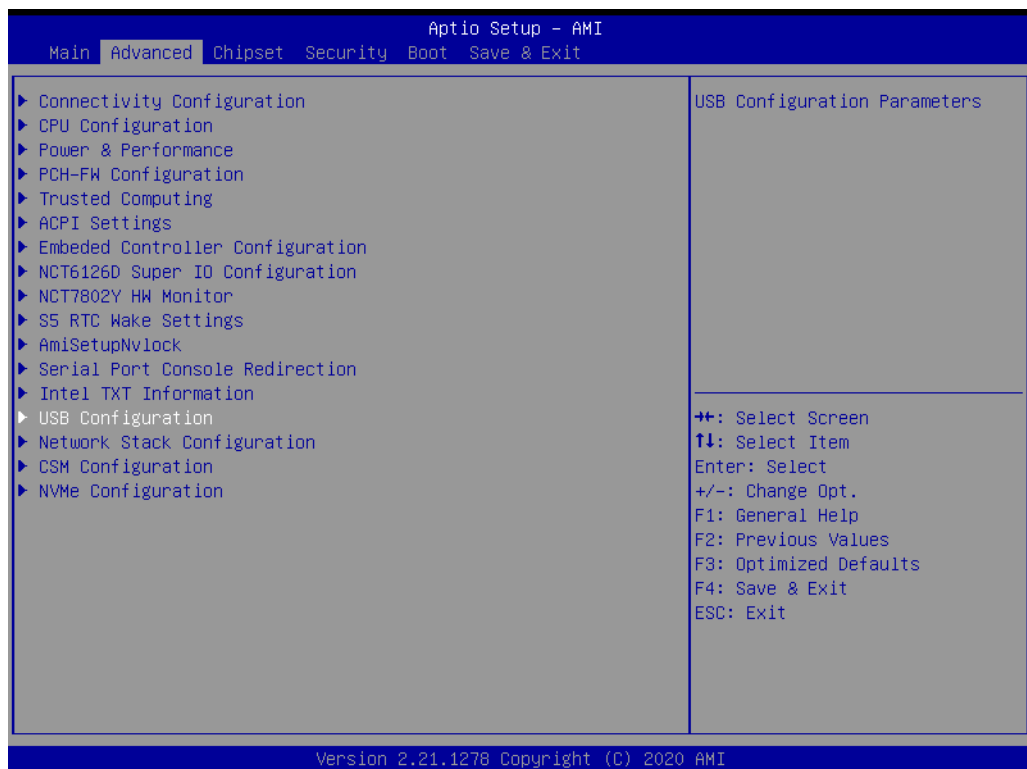 Aptio Setup – AMI
Main Advanced Chipset Security Boot Save & Exit
Connectivity Configuration
CPU Configuration
Power & Performance
PCH-FW Configuration
Trusted Computing
ACPI Settings
Embeded Controller Configuration
NCT6126D Super IO Configuration
NCT7802Y HW Monitor
S5 RTC Wake Settings
AmiSetupNvlock
Serial Port Console Redirection
Intel TXT Information
USB Configuration
Network Stack Configuration
CSM Configuration
NVMe Configuration
USB Configuration Parameters
→←: Select Screen
↑↓: Select Item
Enter: Select
+/-: Change Opt.
F1: General Help
F2: Previous Values
F3: Optimized Defaults
F4: Save & Exit
ESC: Exit
Version 2.21.1278 Copyright (C) 2020 AMI